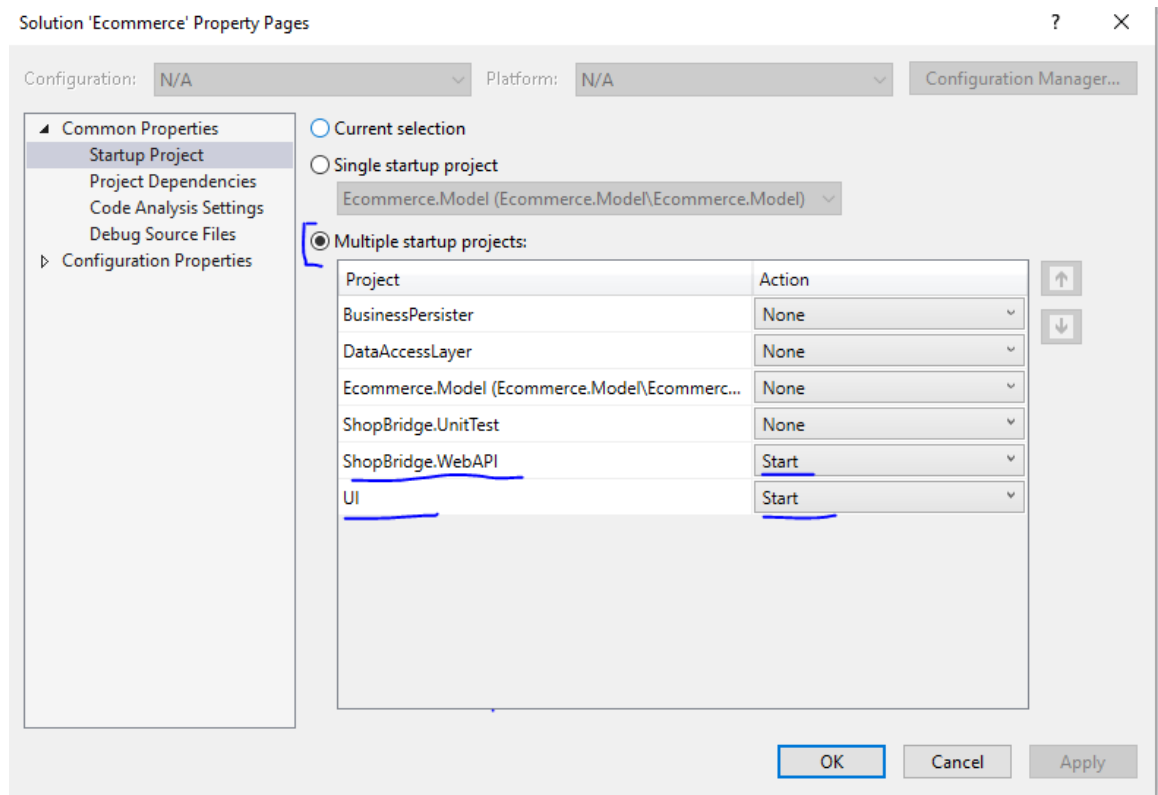 Solution 'Ecommerce' Property Pages
?
Configuration: N/A Platform: N/A Configuration Manager...
Common Properties
Startup Project
Project Dependencies
Code Analysis Settings
Debug Source Files
Configuration Properties
Current selection
Single startup project
Ecommerce.Model (Ecommerce.Model\Ecommerce.Model)
Multiple startup projects:
Project Action
BusinessPersister None
DataAccessLayer None
Ecommerce.Model (Ecommerce.Model\Ecommerc... None
ShopBridge.UnitTest None
ShopBridge.WebAPI Start
UI Start
OK Cancel Apply